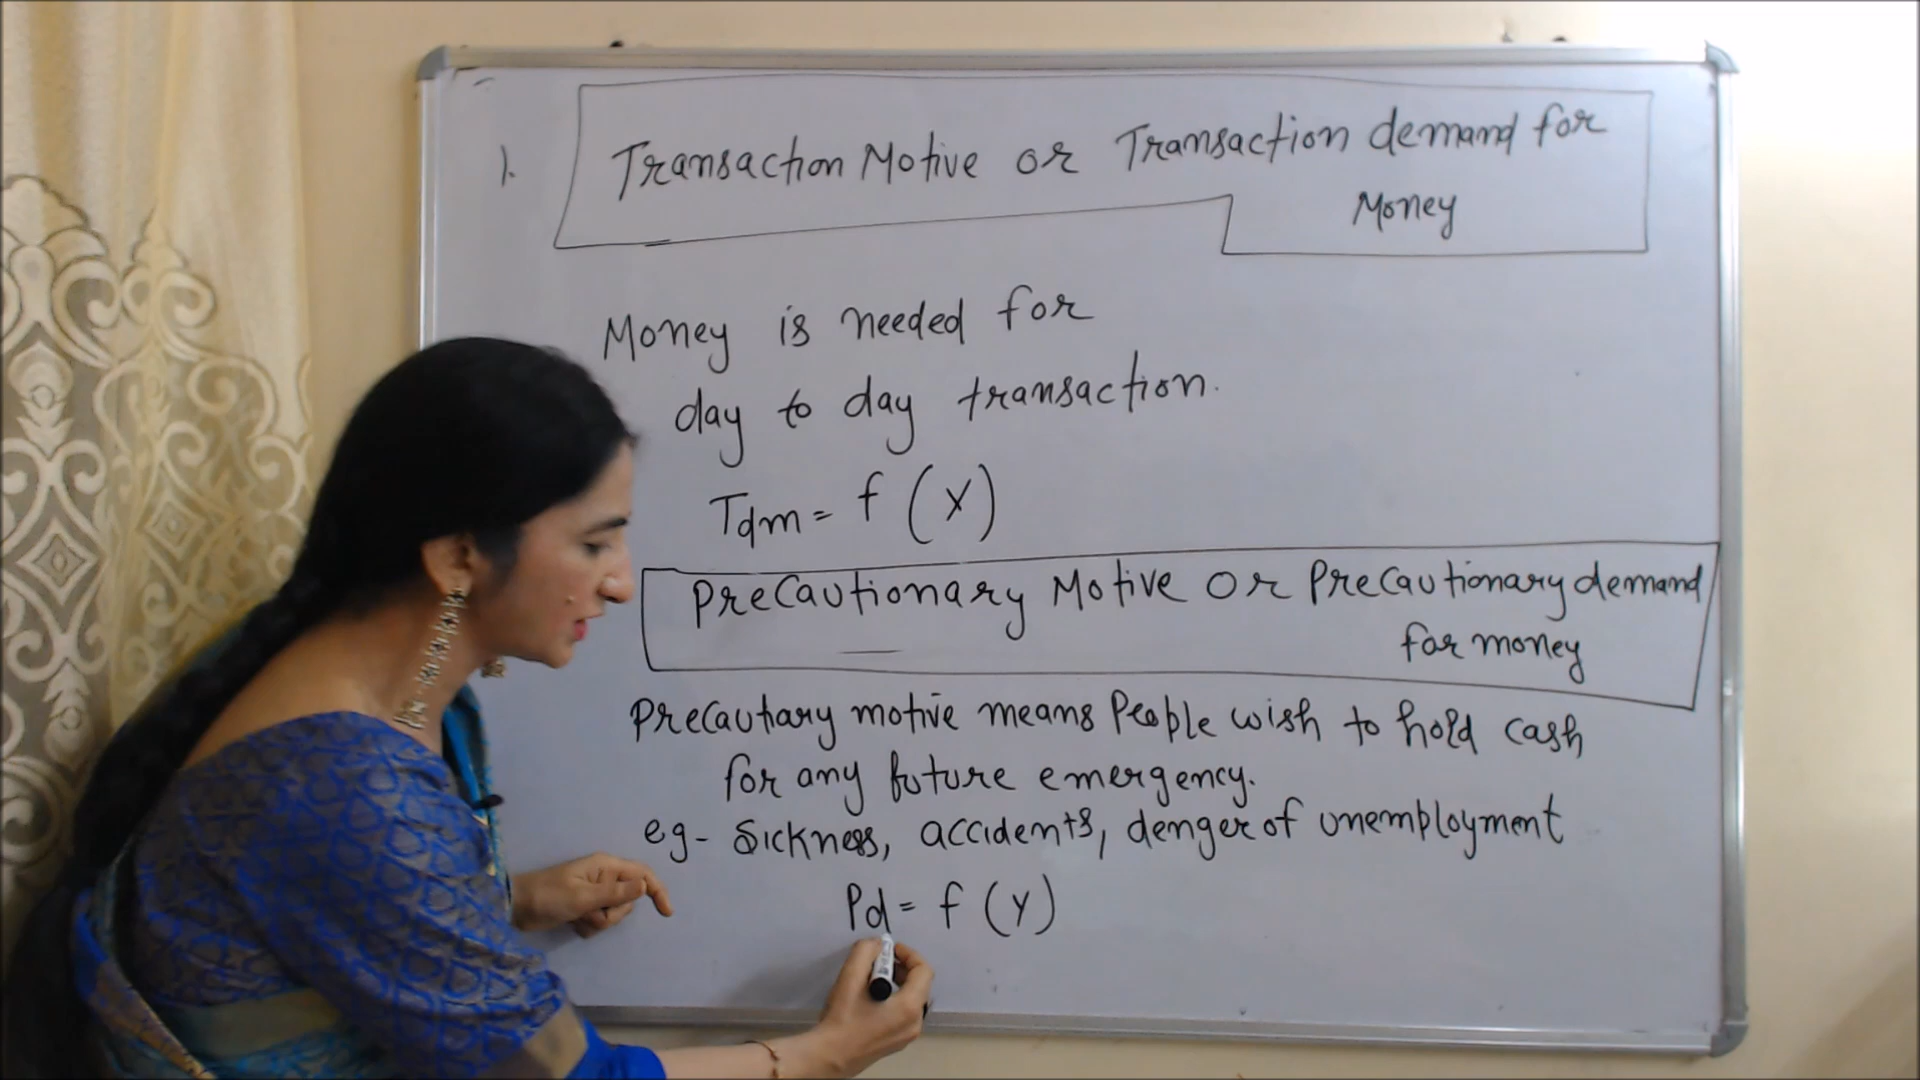 1. Transaction Motive or Transaction demand for
Money
Money is needed for
day to day transaction.
Tdm = f (Y)
Precautionary Motive or Precautionary demand
for money
Precautiary motive means People wish to hold cash
for any future emergency.
eg- Sickness, accidents, denger of unemployment
Pd = f (Y)